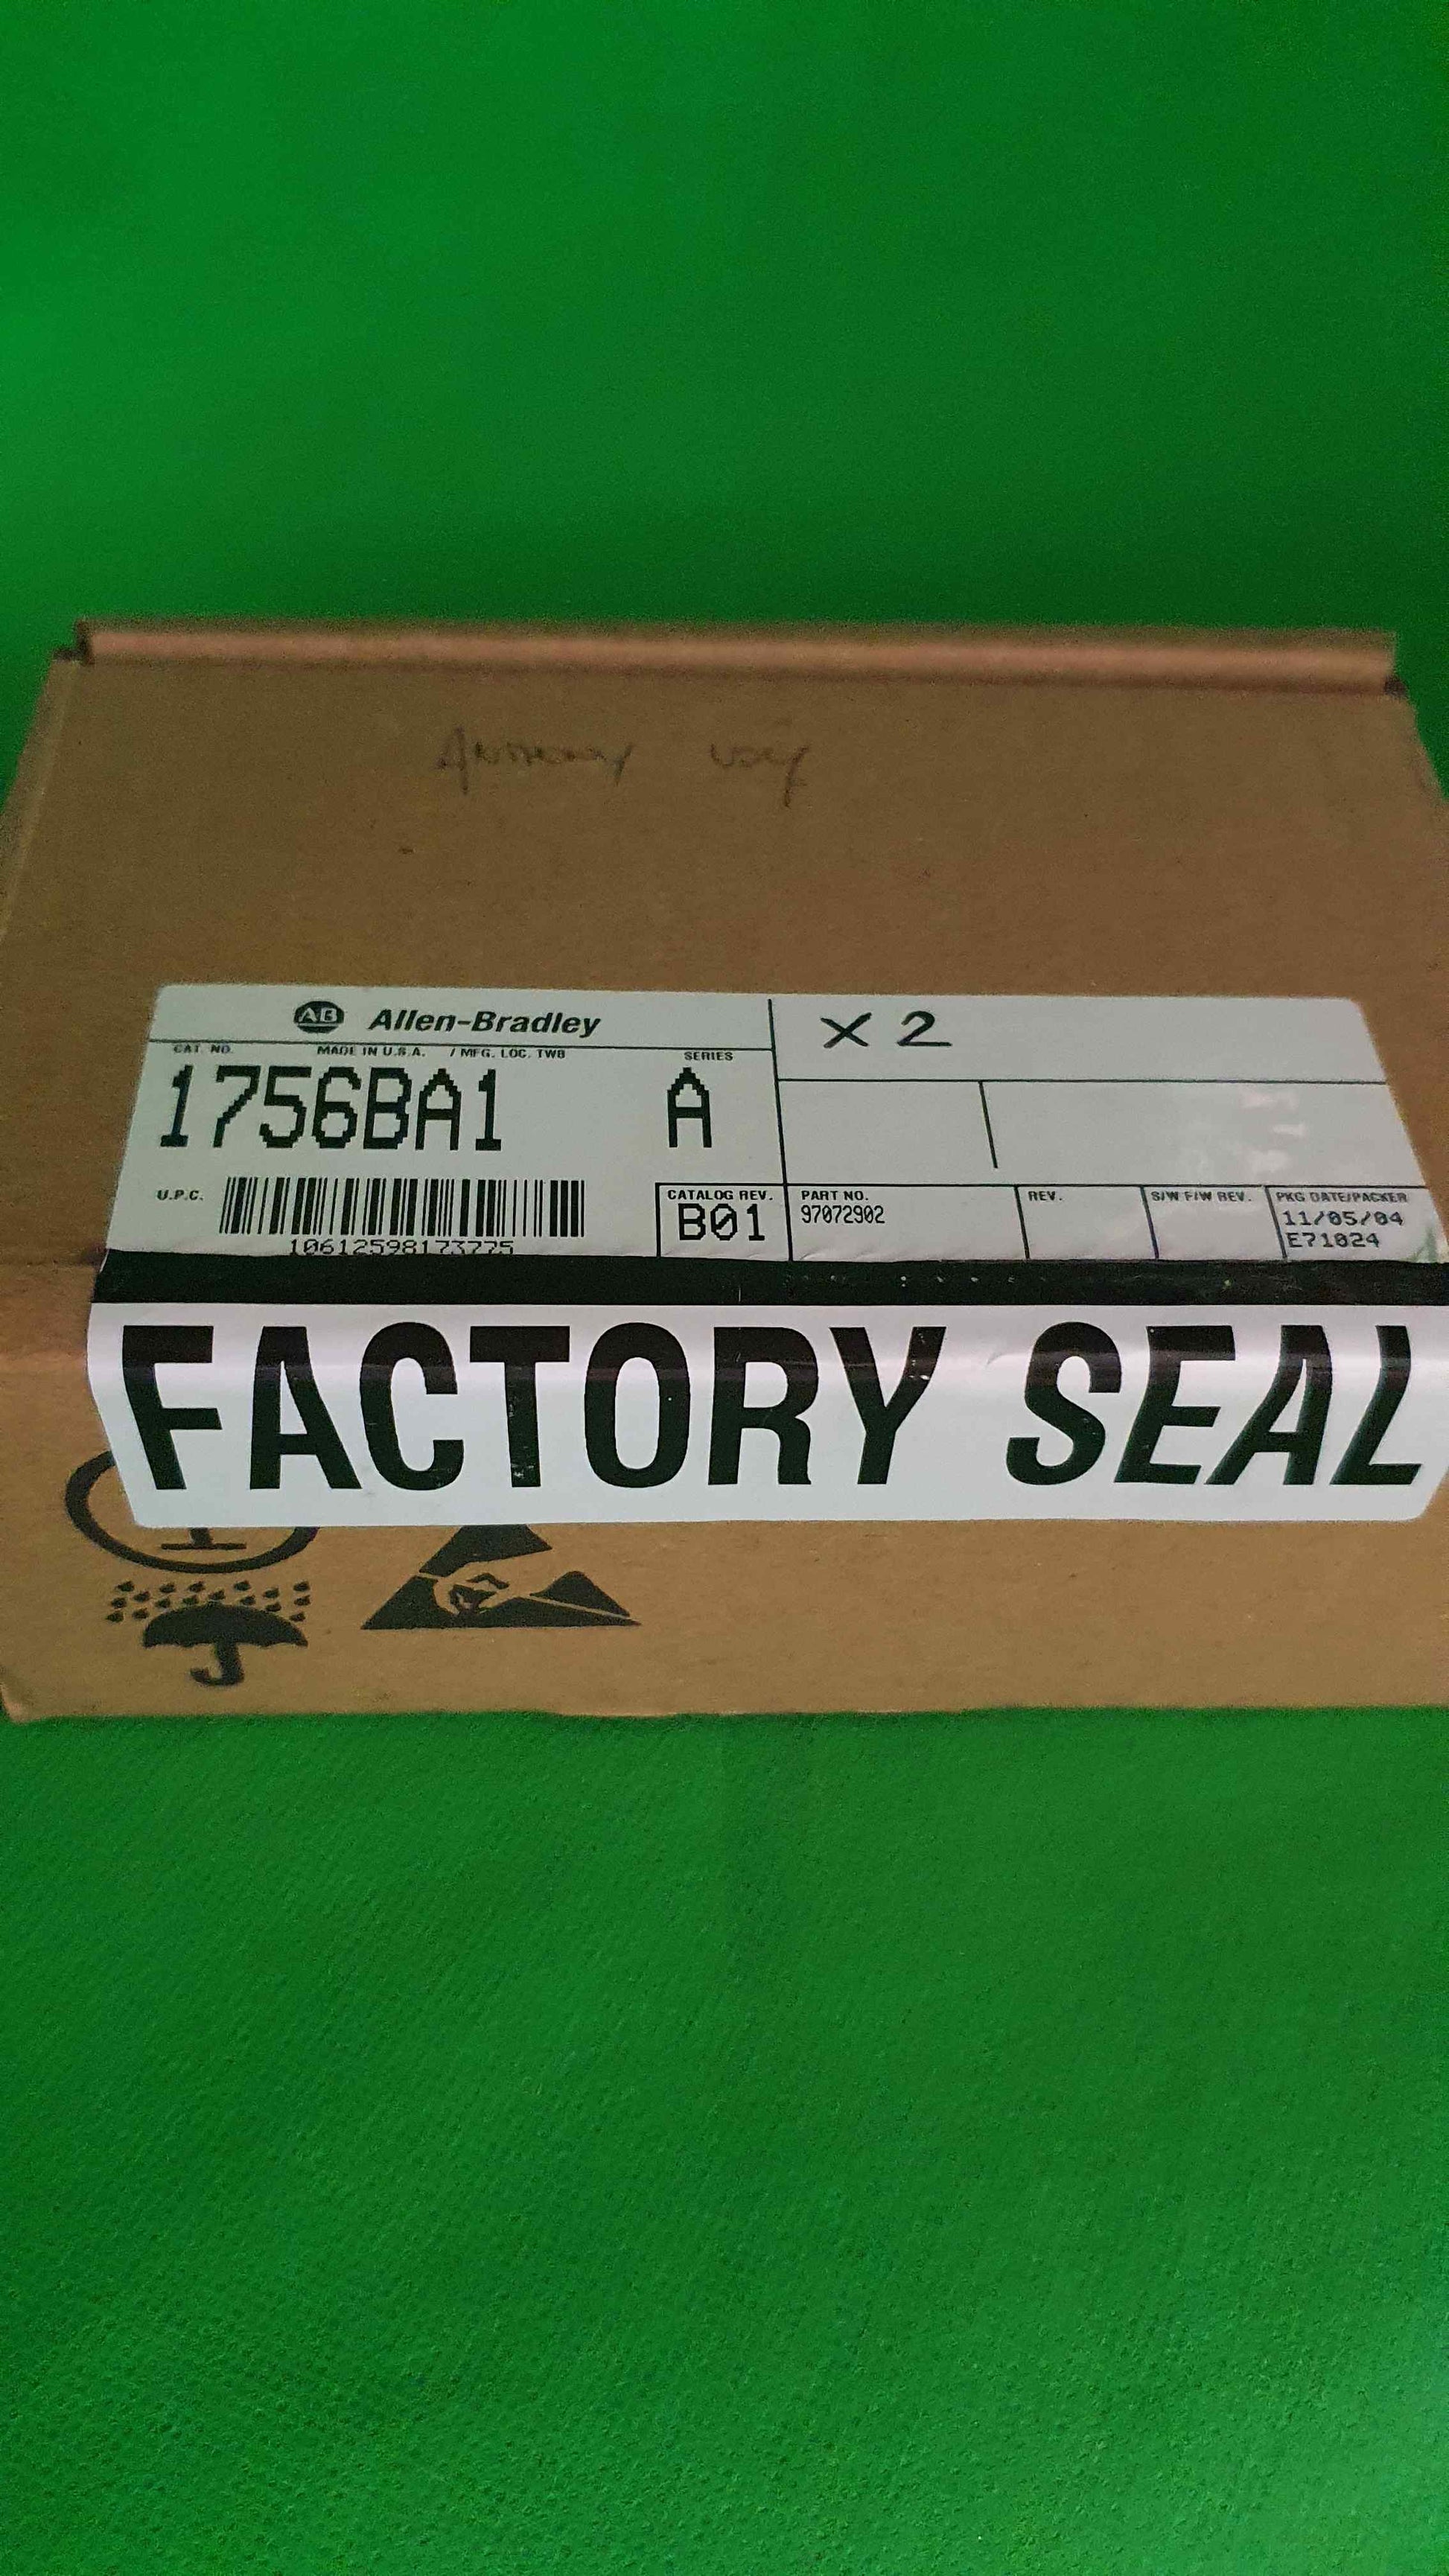 AB Allen-Bradley
X 2
CAT. NO. MADE IN U.S.A. / MFG. LOC. TWB SERIES
1756BA1 A
U.P.C.
10612598173775
CATALOG REV.
B01
PART NO.
97072902
REV.
S/W F/W REV.
PKG DATE/PACKER
11/05/04
E71024
FACTORY SEAL